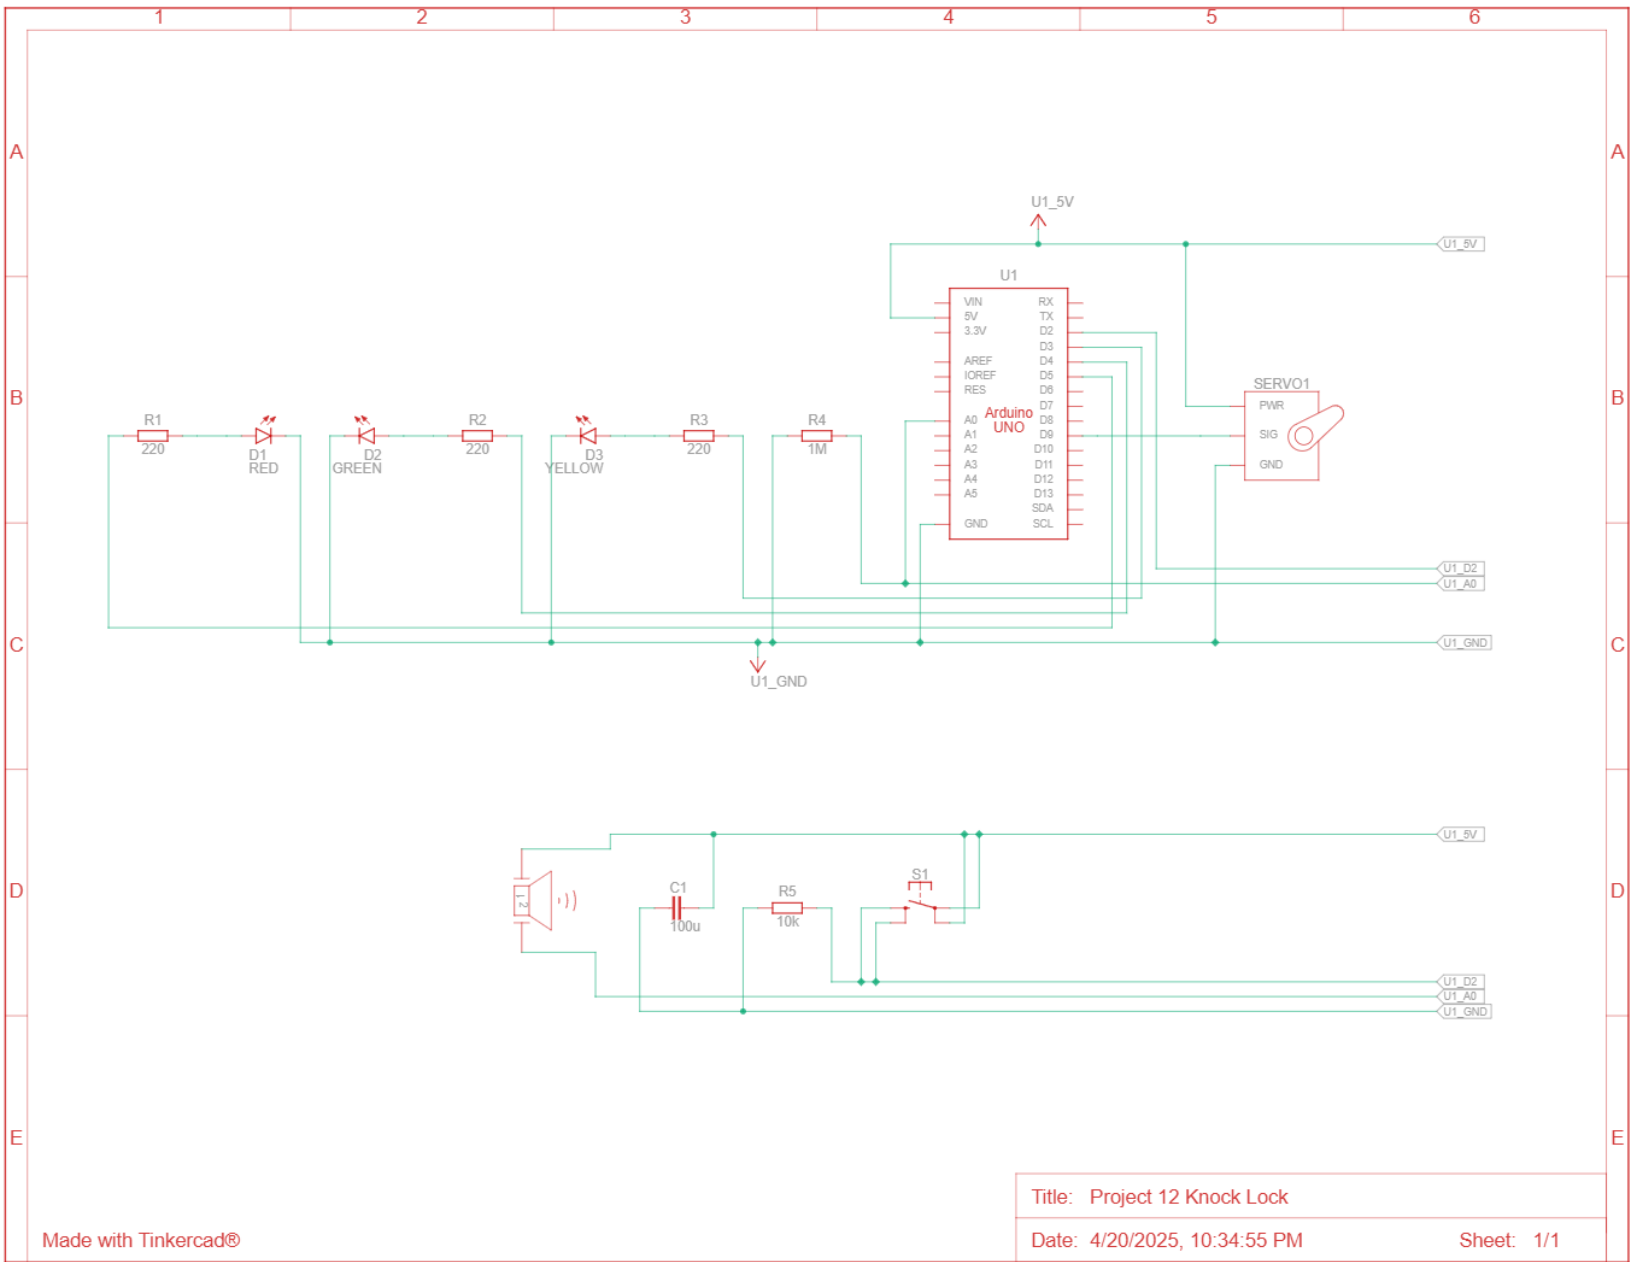 1 2 3 4 5 6
A A
U1_5V
U1_5V
U1
VIN RX
5V TX
3.3V D2
D3
AREF D4
IOREF D5
RES D6
D7
A0 D8
A1 D9
A2 D10
A3 D11
A4 D12
A5 D13
SDA
GND SCL
Arduino
UNO
SERVO1
PWR
SIG
GND
B B
R1
220
D1
RED
D2
GREEN
R2
220
D3
YELLOW
R3
220
R4
1M
U1_D2
U1_A0
C C
U1_GND
U1_GND
U1_5V
D D
1
2
C1
100u
R5
10k
S1
U1_D2
U1_A0
U1_GND
E E
Title: Project 12 Knock Lock
Made with Tinkercad®
Date: 4/20/2025, 10:34:55 PM Sheet: 1/1